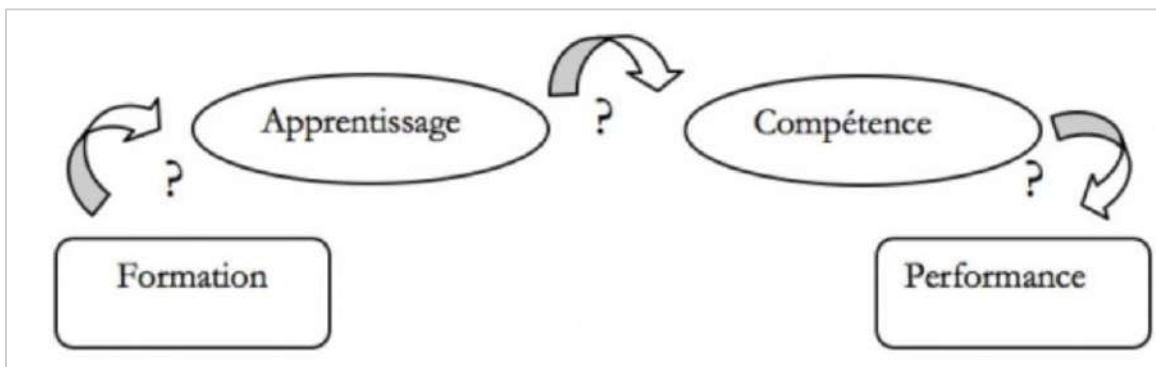 Apprentissage
?
Compétence
?
?
Formation
Performance